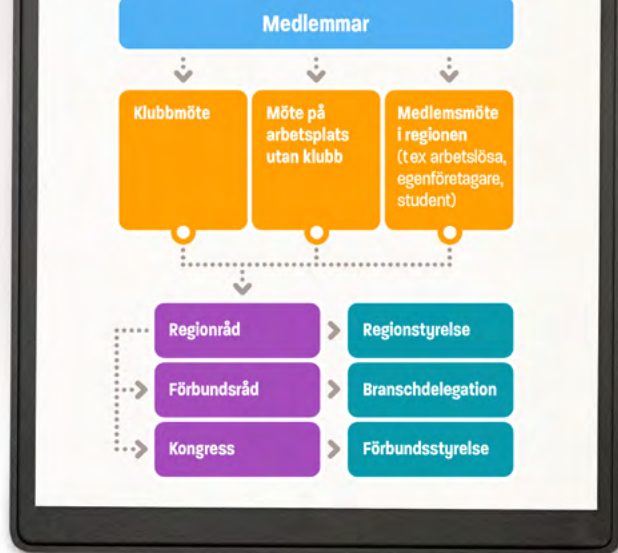 Medlemmar
Klubbmöte
Möte på
arbetsplats
utan klubb
Medlemsmöte
i regionen
(t ex arbetslösa,
egenföretagare,
student)
Regionråd
Regionstyrelse
Förbundsråd
Branschdelegation
Kongress
Förbundsstyrelse